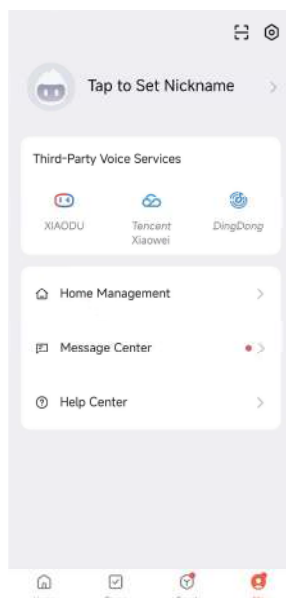 Tap to Set Nickname
Third-Party Voice Services
XIAODU
Tencent
Xiaowei
DingDong
Home Management
Message Center
Help Center